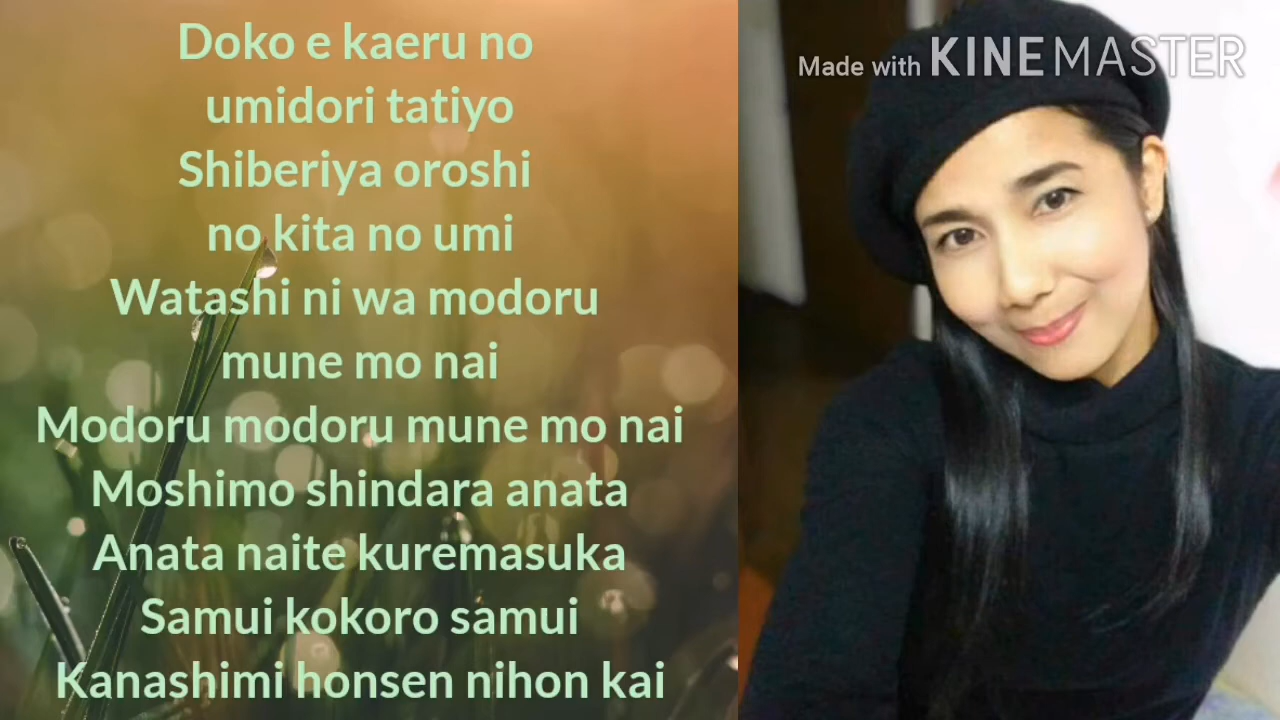 Doko e kaeru no
umidori tatiyo
Shiberiya oroshi
no kita no umi
Watashi ni wa modoru
mune mo nai
Modoru modoru mune mo nai
Moshimo shindara anata
Anata naite kuremasuka
Samui kokoro samui
Kanashimi honsen nihon kai
Made with KINEMASTER